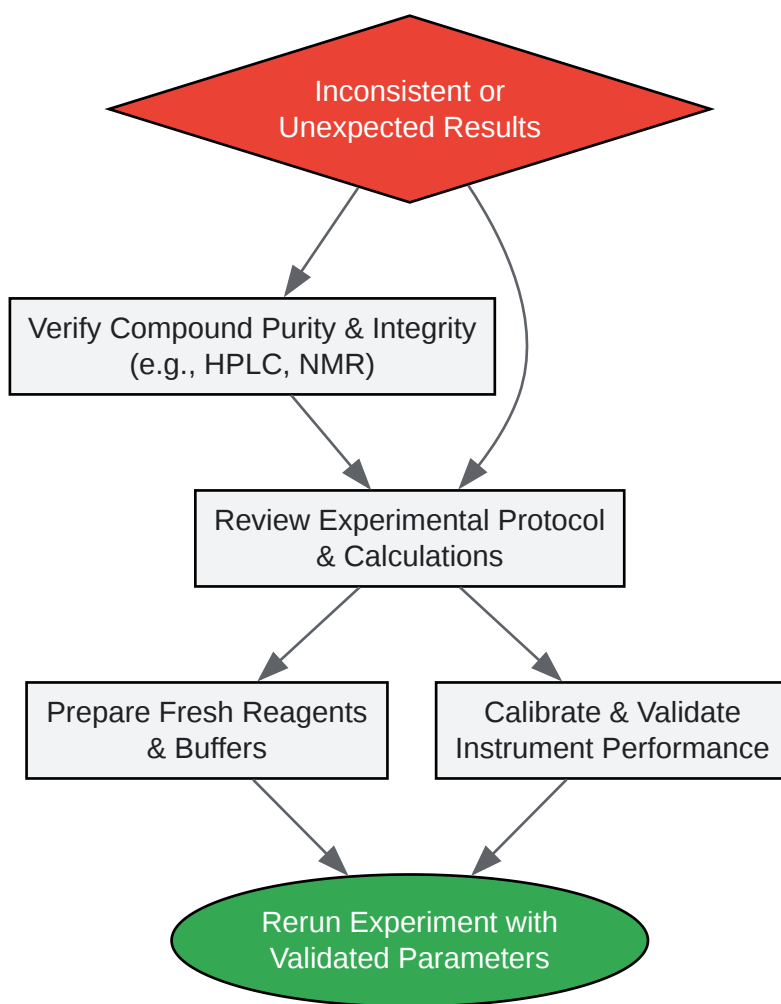 Inconsistent or
Unexpected Results
Verify Compound Purity & Integrity
(e.g., HPLC, NMR)
Review Experimental Protocol
& Calculations
Prepare Fresh Reagents
& Buffers
Calibrate & Validate
Instrument Performance
Rerun Experiment with
Validated Parameters